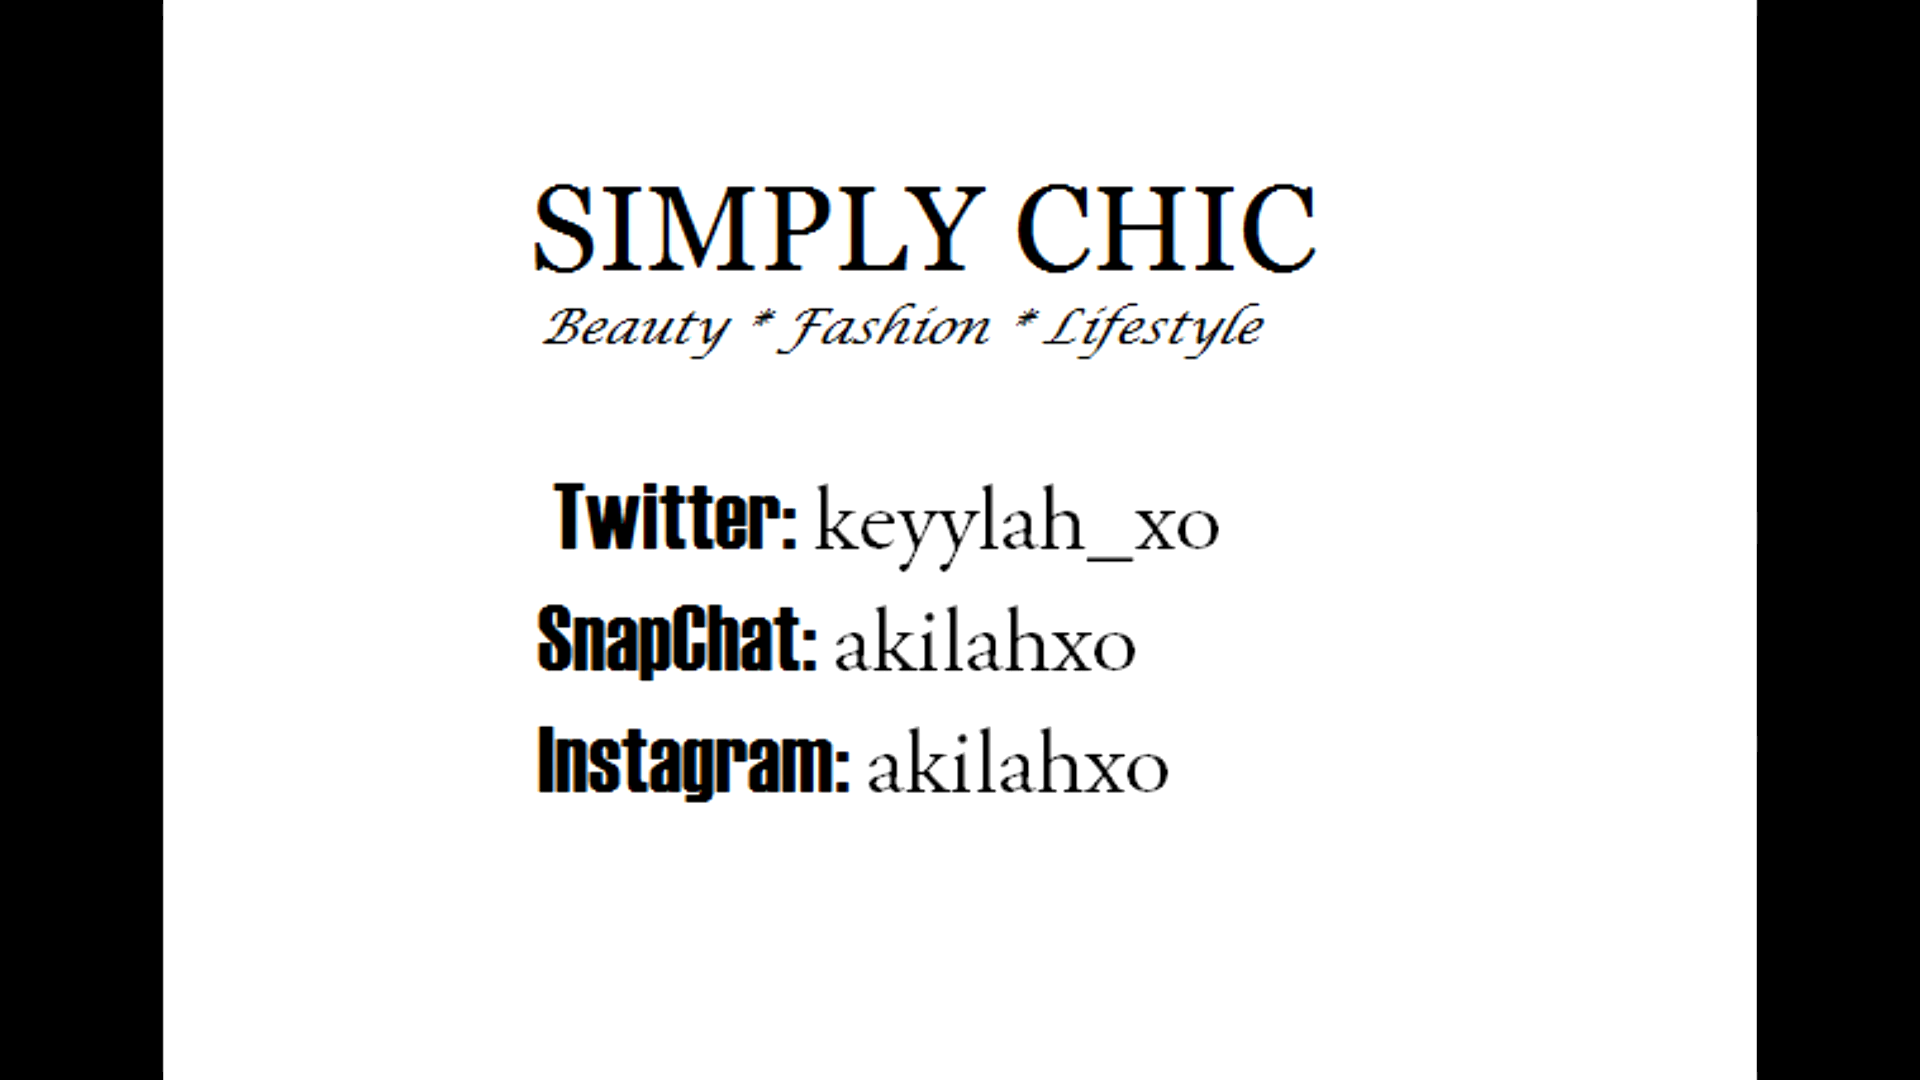 SIMPLY CHIC
Beauty * Fashion * Lifestyle
Twitter: keyylah_xo
SnapChat: akilahxo
Instagram: akilahxo